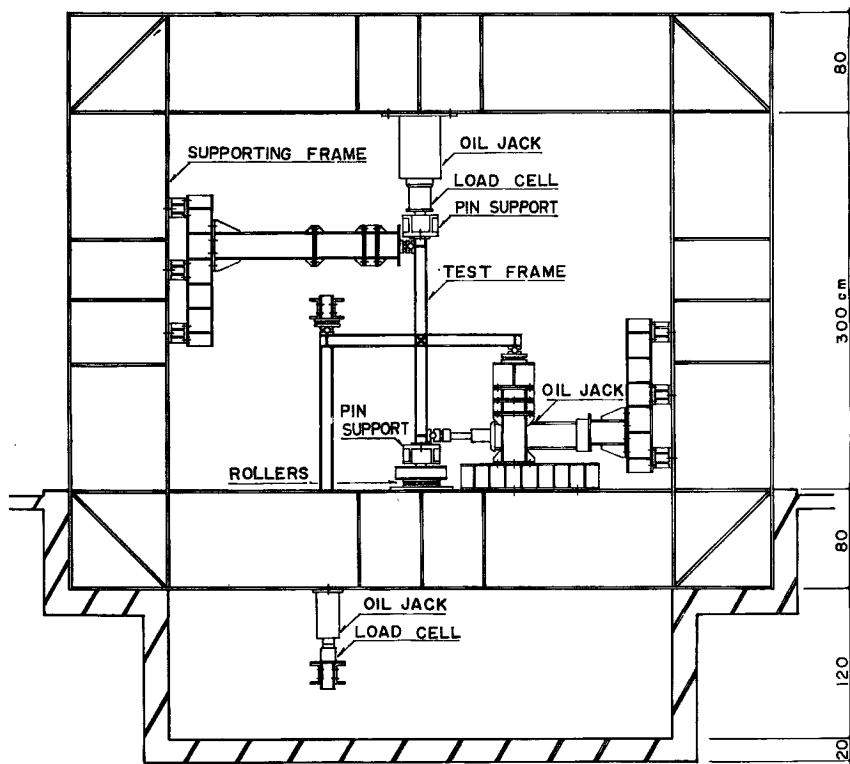 80
OIL JACK
SUPPORTING FRAME
LOAD CELL
PIN SUPPORT
TEST FRAME
300 cm
OIL JACK
PIN
SUPPORT
ROLLERS
80
OIL JACK
LOAD CELL
120
20